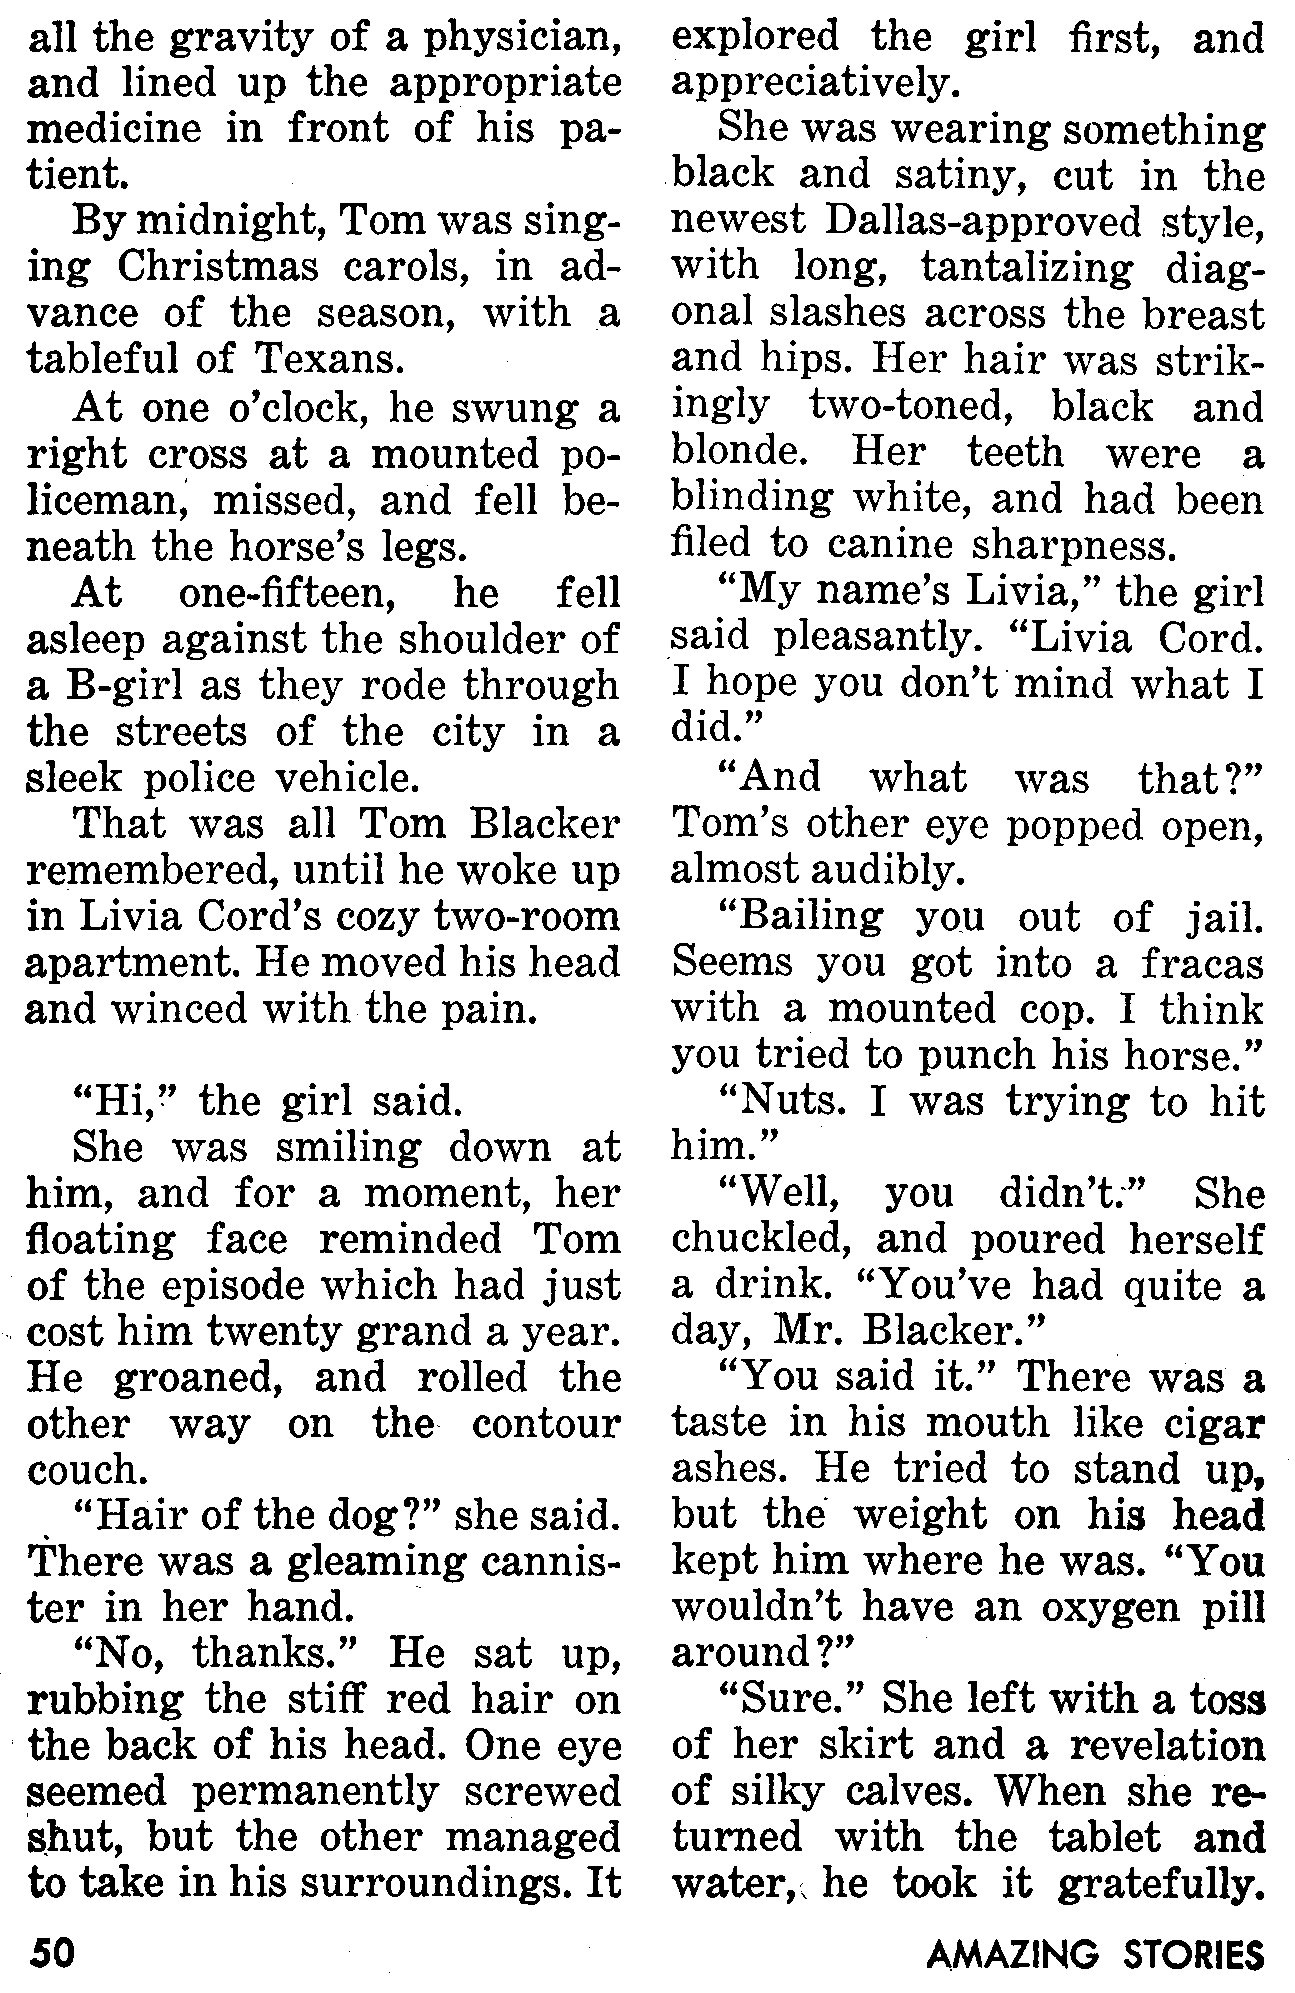 all the gravity of a physician,
and lined up the appropriate
medicine in front of his pa-
tient.
By midnight, Tom was sing-
ing Christmas carols, in ad-
vance of the season, with a
tableful of Texans.
At one o'clock, he swung a
right cross at a mounted po-
liceman, missed, and fell be-
neath the horse's legs.
At one-fifteen, he fell
asleep against the shoulder of
a B-girl as they rode through
the streets of the city in a
sleek police vehicle.
That was all Tom Blacker
remembered, until he woke up
in Livia Cord's cozy two-room
apartment. He moved his head
and winced with the pain.
"Hi," the girl said.
She was smiling down at
him, and for a moment, her
floating face reminded Tom
of the episode which had just
cost him twenty grand a year.
He groaned, and rolled the
other way on the contour
couch.
"Hair of the dog?" she said.
There was a gleaming cannis-
ter in her hand.
"No, thanks." He sat up,
rubbing the stiff red hair on
the back of his head. One eye
seemed permanently screwed
shut, but the other managed
to take in his surroundings. It
explored the girl first, and
appreciatively.
She was wearing something
black and satiny, cut in the
newest Dallas-approved style,
with long, tantalizing diag-
onal slashes across the breast
and hips. Her hair was strik-
ingly two-toned, black and
blonde. Her teeth were a
blinding white, and had been
filed to canine sharpness.
"My name's Livia," the girl
said pleasantly. "Livia Cord.
I hope you don't mind what I
did."
"And what was that?"
Tom's other eye popped open,
almost audibly.
"Bailing you out of jail.
Seems you got into a fracas
with a mounted cop. I think
you tried to punch his horse."
"Nuts. I was trying to hit
him."
"Well, you didn't." She
chuckled, and poured herself
a drink. "You've had quite a
day, Mr. Blacker."
"You said it." There was a
taste in his mouth like cigar
ashes. He tried to stand up,
but the weight on his head
kept him where he was. "You
wouldn't have an oxygen pill
around?"
"Sure." She left with a toss
of her skirt and a revelation
of silky calves. When she re-
turned with the tablet and
water, he took it gratefully.
50
AMAZING STORIES